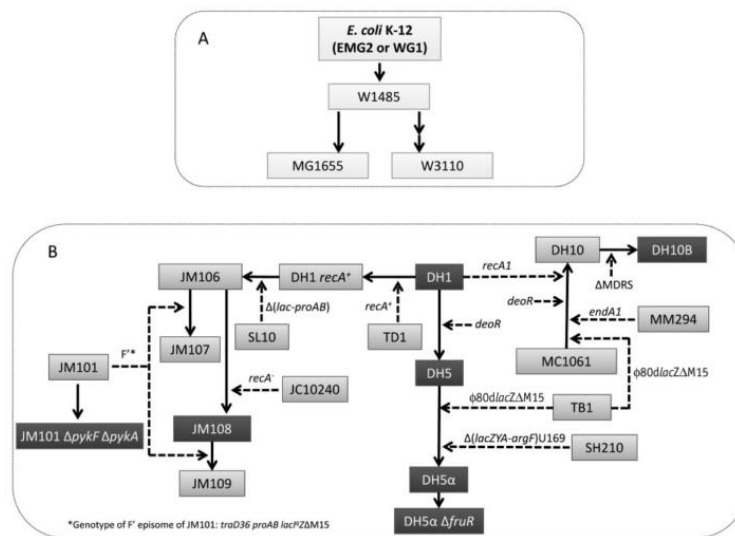 A
E. coli K-12
(EMG2 or WG1)
W1485
MG1655
W3110
B
DH10
DH10B
JM106
DH1 recA⁺
DH1
recA1
ΔMDRS
Δ(lac-proAB)
recA⁺
deoR
endA1
deoR
F'*
JM107
SL10
TD1
MM294
JM101
DH5
MC1061
ϕ80dlacZΔM15
recA⁻
JC10240
ϕ80dlacZΔM15
TB1
JM101 ΔpykF ΔpykA
JM108
Δ(lacZYA-argF)U169
SH210
JM109
DH5α
DH5α ΔfruR
*Genotype of F' episome of JM101: traD36 proAB lacIqZΔM15